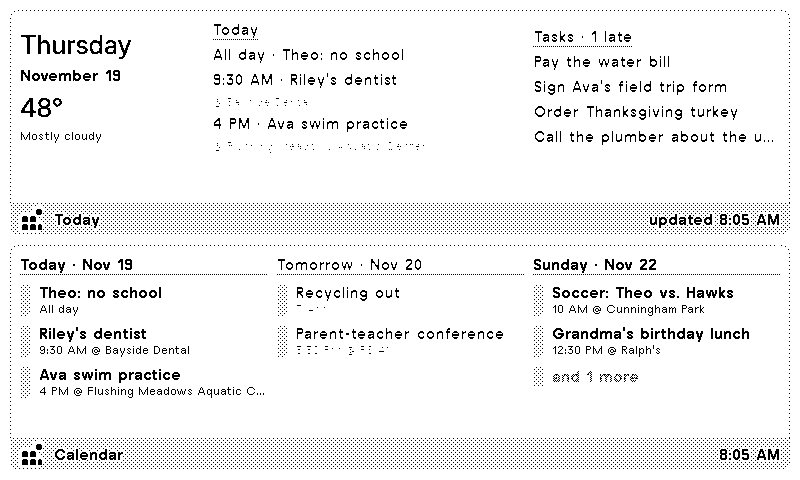 Thursday
November 19
48°
Mostly cloudy
Today
All day · Theo: no school
9:30 AM · Riley's dentist
4 PM · Ava swim practice
Tasks · 1 late
Pay the water bill
Sign Ava's field trip form
Order Thanksgiving turkey
Call the plumber about the u...
Today
updated 8:05 AM
Today · Nov 19
Theo: no school
All day
Riley's dentist
9:30 AM @ Bayside Dental
Ava swim practice
4 PM @ Flushing Meadows Aquatic C...
Tomorrow · Nov 20
Recycling out
Parent-teacher conference
Sunday · Nov 22
Soccer: Theo vs. Hawks
10 AM @ Cunningham Park
Grandma's birthday lunch
12:30 PM @ Ralph's
and 1 more
Calendar
8:05 AM